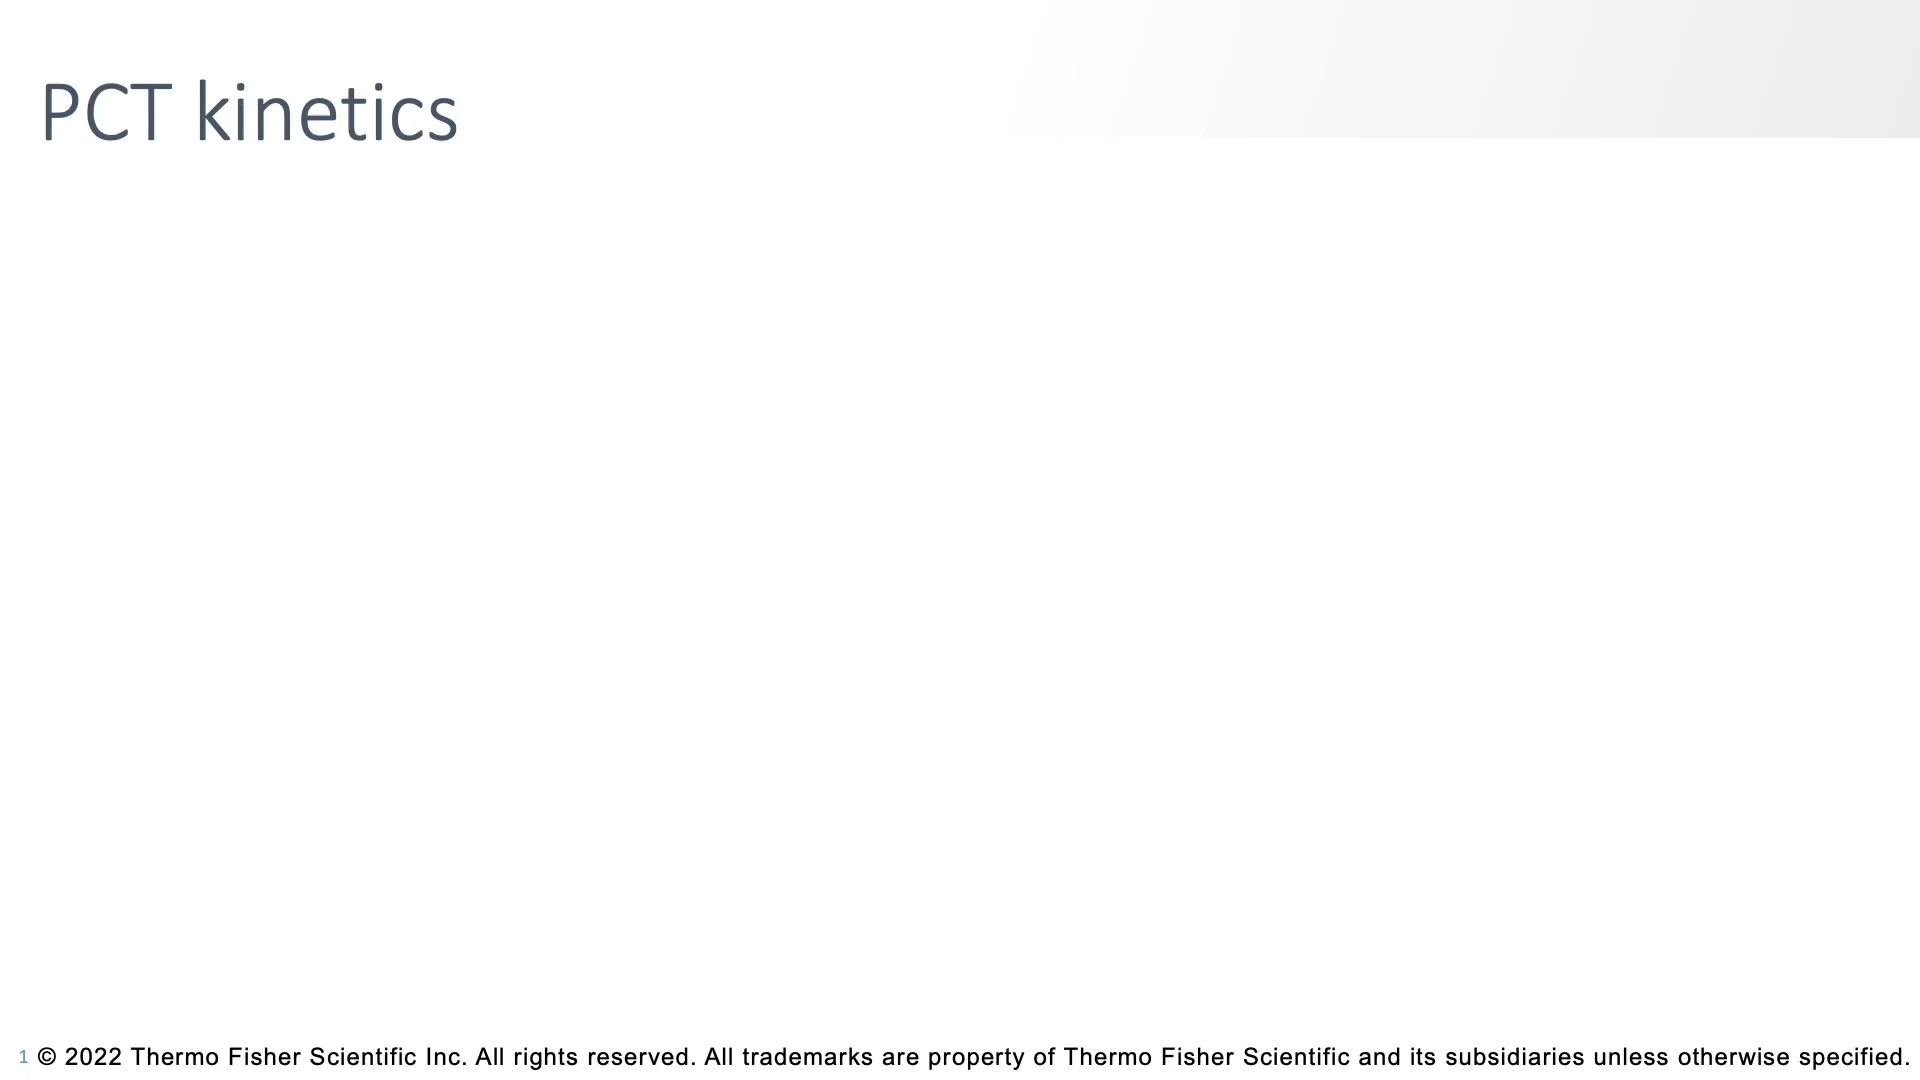 PCT kinetics
1 © 2022 Thermo Fisher Scientific Inc. All rights reserved. All trademarks are property of Thermo Fisher Scientific and its subsidiaries unless otherwise specified.